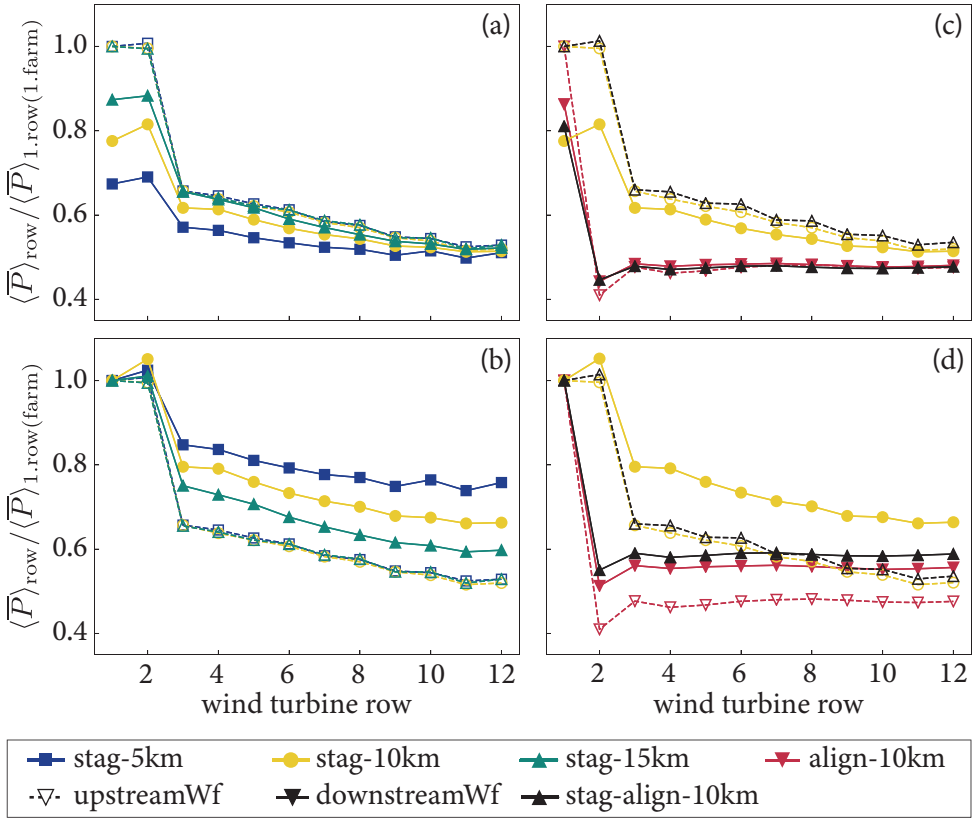 (a)
⟨P̅⟩row/⟨P̅⟩1.row(1.farm)
1.0
0.8
0.6
0.4
(c)
(b)
⟨P̅⟩row/⟨P̅⟩1.row(farm)
1.0
0.8
0.6
0.4
2 4 6 8 10 12
wind turbine row
(d)
2 4 6 8 10 12
wind turbine row
stag-5km stag-10km stag-15km align-10km
upstreamWf downstreamWf stag-align-10km